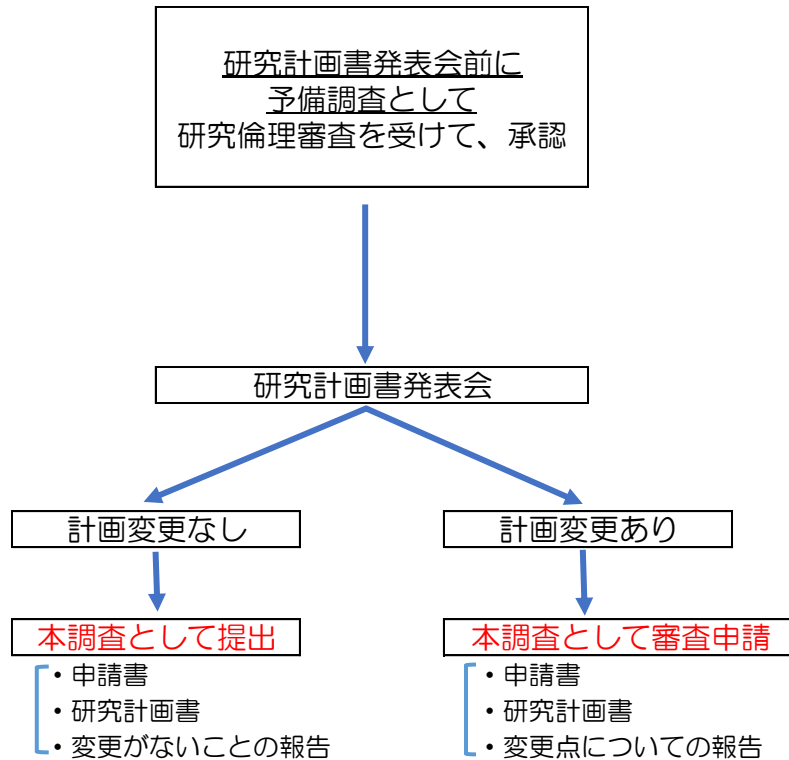 研究計画書発表会前に
予備調査として
研究倫理審査を受けて、承認
研究計画書発表会
計画変更なし
計画変更あり
本調査として提出
本調査として審査申請
・申請書
・研究計画書
・変更がないことの報告
・申請書
・研究計画書
・変更点についての報告